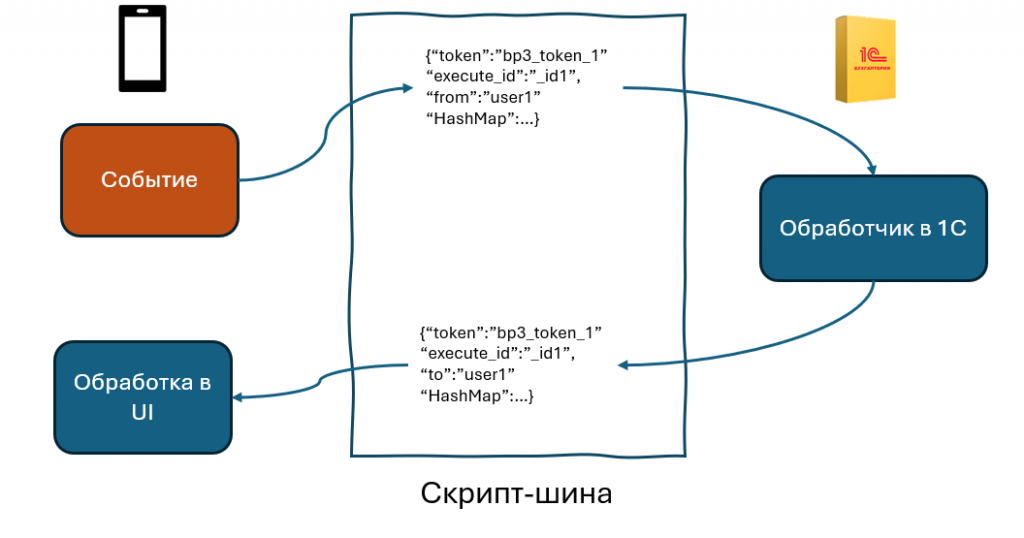 {“token”:”bp3_token_1”
“execute_id”:”_id1”,
“from”:”user1”
“HashMap”:...}
1С
БУХГАЛТЕРИЯ
Событие
Обработчик в 1С
{“token”:”bp3_token_1”
“execute_id”:”_id1”,
“to”:”user1”
“HashMap”:...}
Обработка в
UI
Скрипт-шина